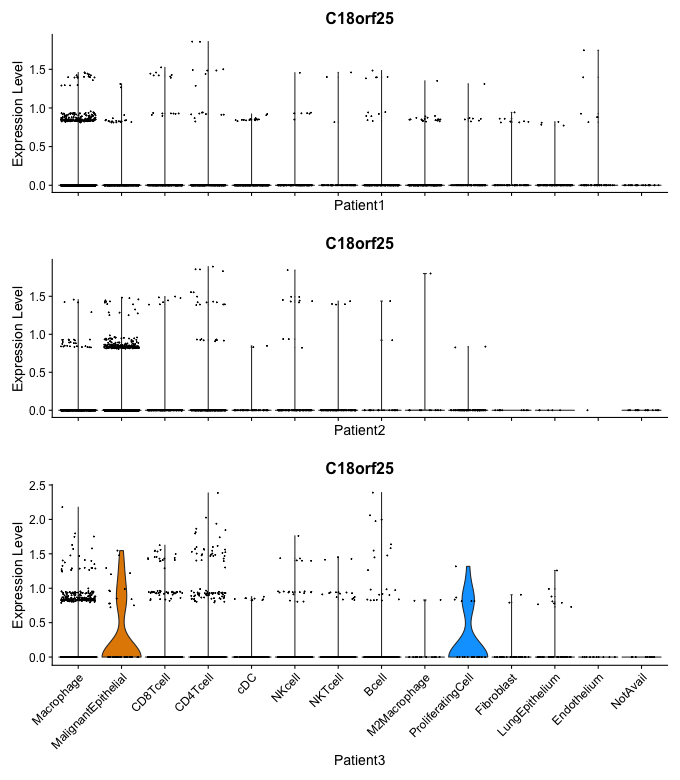 C18orf25
Expression Level
1.5
1.0
0.5
0.0
Patient1
C18orf25
Expression Level
1.5
1.0
0.5
0.0
Patient2
C18orf25
Expression Level
2.5
2.0
1.5
1.0
0.5
0.0
Macrophage
MalignantEpithelial
CD8Tcell
CD4Tcell
cDC
NKcell
NKTcell
Bcell
M2Macrophage
ProliferatingCell
Fibroblast
LungEpithelium
Endothelium
NotAvail
Patient3